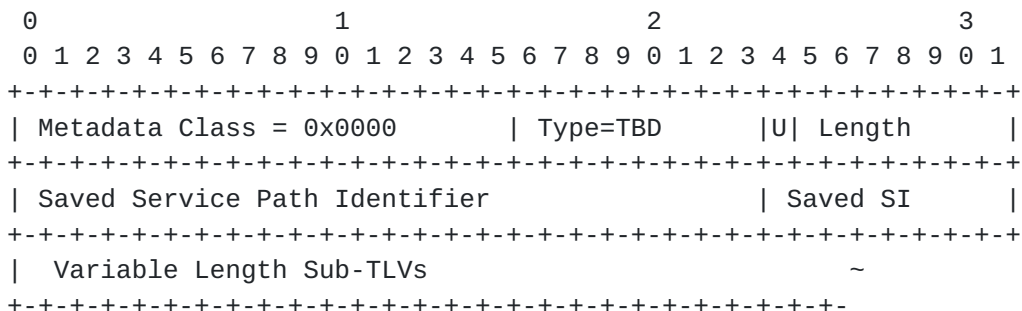 0                   1                   2                   3
 0 1 2 3 4 5 6 7 8 9 0 1 2 3 4 5 6 7 8 9 0 1 2 3 4 5 6 7 8 9 0 1
+-+-+-+-+-+-+-+-+-+-+-+-+-+-+-+-+-+-+-+-+-+-+-+-+-+-+-+-+-+-+-+-+
| Metadata Class = 0x0000       | Type=TBD      |U| Length      |
+-+-+-+-+-+-+-+-+-+-+-+-+-+-+-+-+-+-+-+-+-+-+-+-+-+-+-+-+-+-+-+-+
| Saved Service Path Identifier                 | Saved SI      |
+-+-+-+-+-+-+-+-+-+-+-+-+-+-+-+-+-+-+-+-+-+-+-+-+-+-+-+-+-+-+-+-+
|  Variable Length Sub-TLVs                           ~
+-+-+-+-+-+-+-+-+-+-+-+-+-+-+-+-+-+-+-+-+-+-+-+-+-+-+-